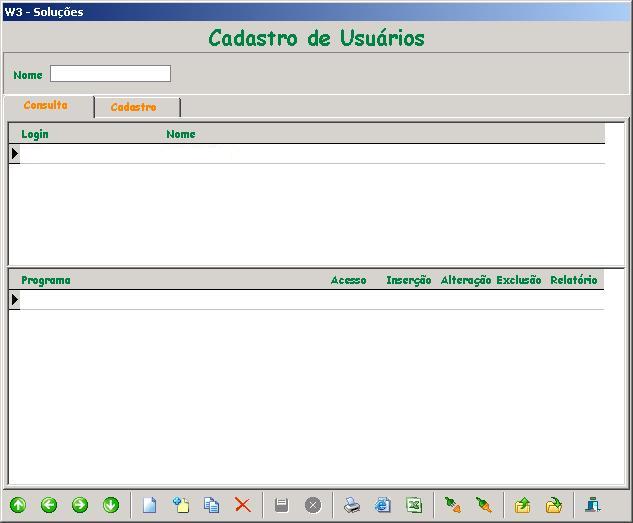 W3 - Soluções
Cadastro de Usuários
Nome
Consulta Cadastro
Login Nome
Programa Acesso Inserção Alteração Exclusão Relatório